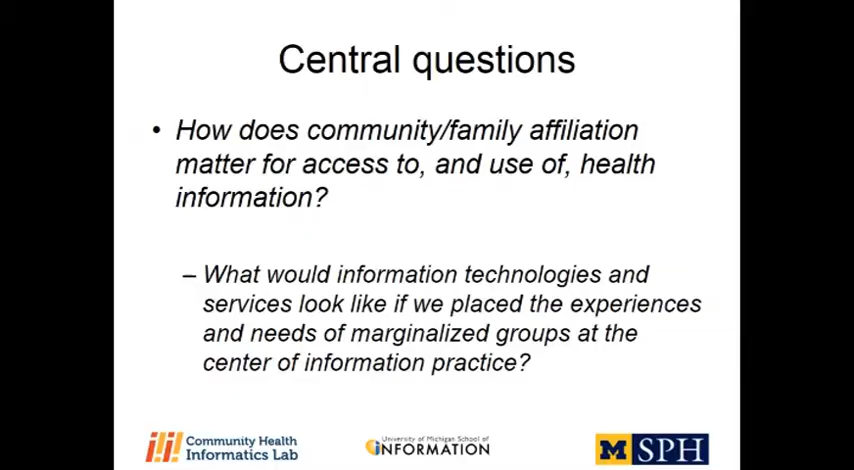 Central questions
• How does community/family affiliation
matter for access to, and use of, health
information?
– What would information technologies and
services look like if we placed the experiences
and needs of marginalized groups at the
center of information practice?
Community Health
Informatics Lab
University of Michigan School of
INFORMATION
M SPH